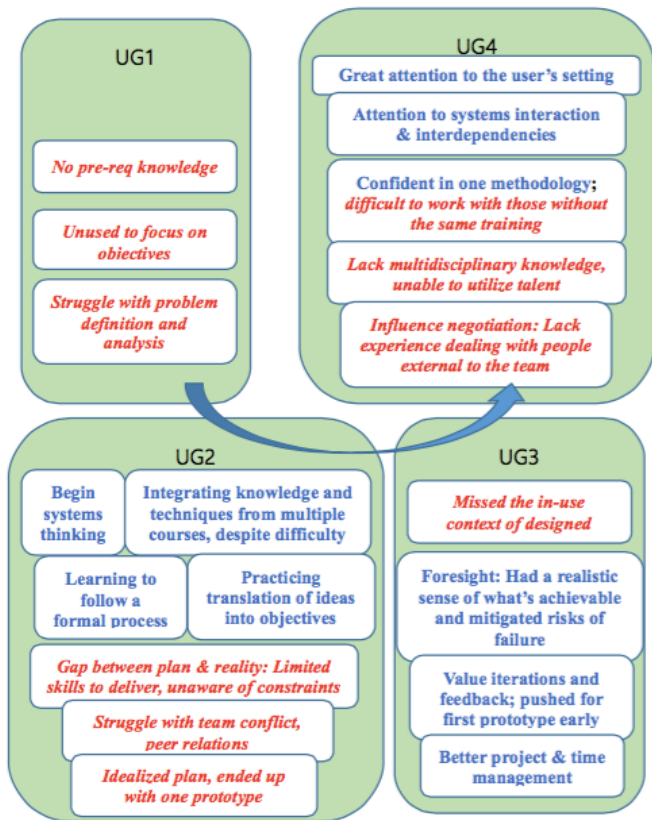 UG1
No pre-req knowledge
Unused to focus on
objectives
Struggle with problem
definition and
analysis
UG4
Great attention to the user's setting
Attention to systems interaction
& interdependencies
Confident in one methodology;
difficult to work with those without
the same training
Lack multidisciplinary knowledge,
unable to utilize talent
Influence negotiation: Lack
experience dealing with people
external to the team
UG2
Begin
systems
thinking
Integrating knowledge and
techniques from multiple
courses, despite difficulty
Learning to
follow a
formal process
Practicing
translation of ideas
into objectives
Gap between plan & reality: Limited
skills to deliver, unaware of constraints
Struggle with team conflict,
peer relations
Idealized plan, ended up
with one prototype
UG3
Missed the in-use
context of designed
Foresight: Had a realistic
sense of what's achievable
and mitigated risks of
failure
Value iterations and
feedback; pushed for
first prototype early
Better project & time
management